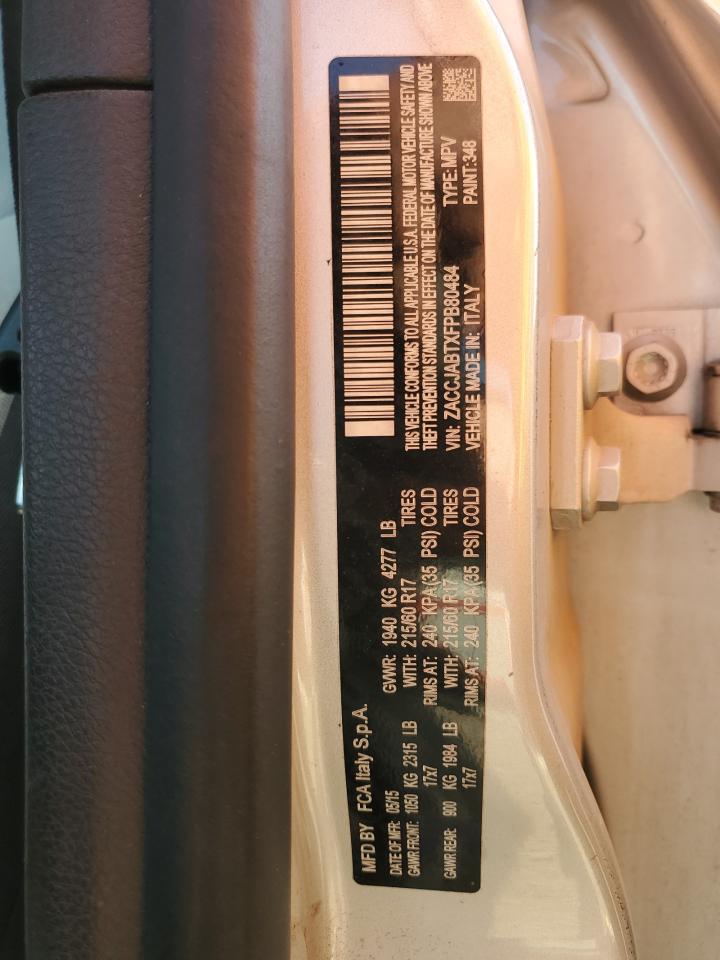 MFD BY FCA Italy S.p.A.
DATE OF MFR: 05/15 GVWR: 1940 KG 4277 LB
GAWR FRONT: 1050 KG 2315 LB WITH: 215/60 R17 TIRES
17x7 RIMS AT: 240 KPA(35 PSI) COLD
GAWR REAR: 900 KG 1984 LB WITH: 215/60 R17 TIRES
17x7 RIMS AT: 240 KPA(35 PSI) COLD
THIS VEHICLE CONFORMS TO ALL APPLICABLE U.S.A. FEDERAL MOTOR VEHICLE SAFETY AND
THEFT PREVENTION STANDARDS IN EFFECT ON THE DATE OF MANUFACTURE SHOWN ABOVE
VIN: ZACCJABTXFPB80484 TYPE: MPV
VEHICLE MADE IN: ITALY PAINT: 348